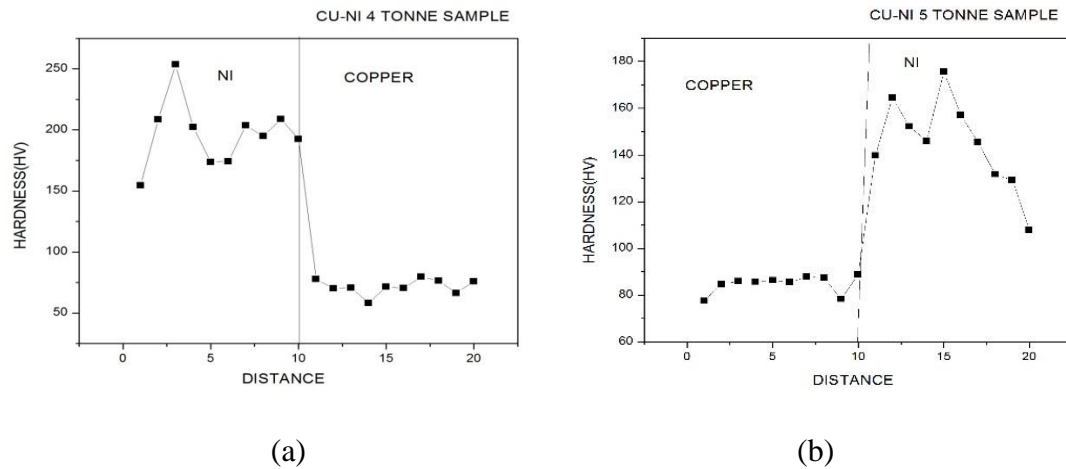 CU-NI 4 TONNE SAMPLE
HARDNESS(HV)
250
200
150
100
50
NI
COPPER
0 5 10 15 20
DISTANCE
(a)
CU-NI 5 TONNE SAMPLE
HARDNESS(HV)
180
160
140
120
100
80
60
COPPER
NI
0 5 10 15 20
DISTANCE
(b)